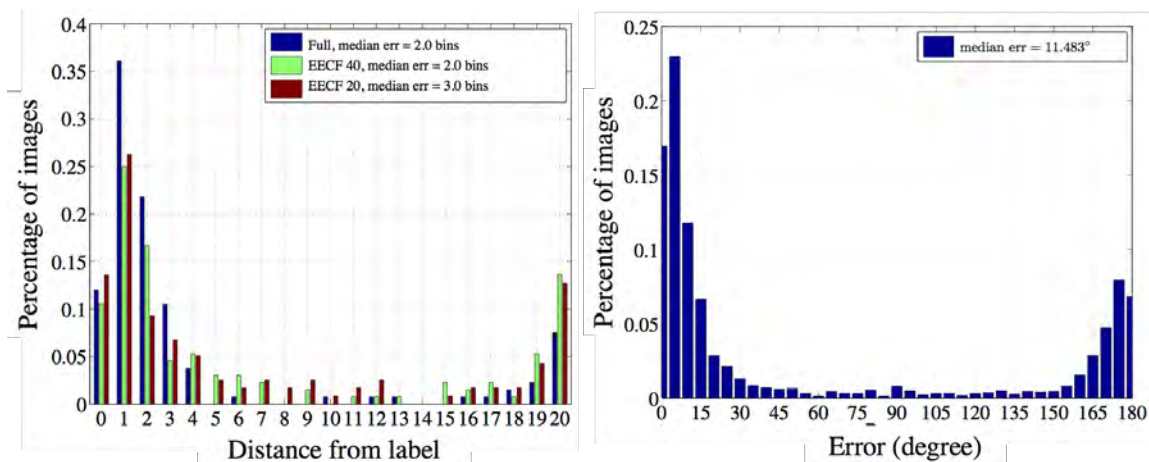 0.4
0.35
0.3
0.25
0.2
0.15
0.1
0.05
0
Percentage of images
Full, median err = 2.0 bins
EECF 40, median err = 2.0 bins
EECF 20, median err = 3.0 bins
0 1 2 3 4 5 6 7 8 9 10 11 12 13 14 15 16 17 18 19 20
Distance from label
0.25
0.2
0.15
0.1
0.05
0
Percentage of images
median err = 11.483°
0 15 30 45 60 75 90 105 120 135 150 165 180
Error (degree)